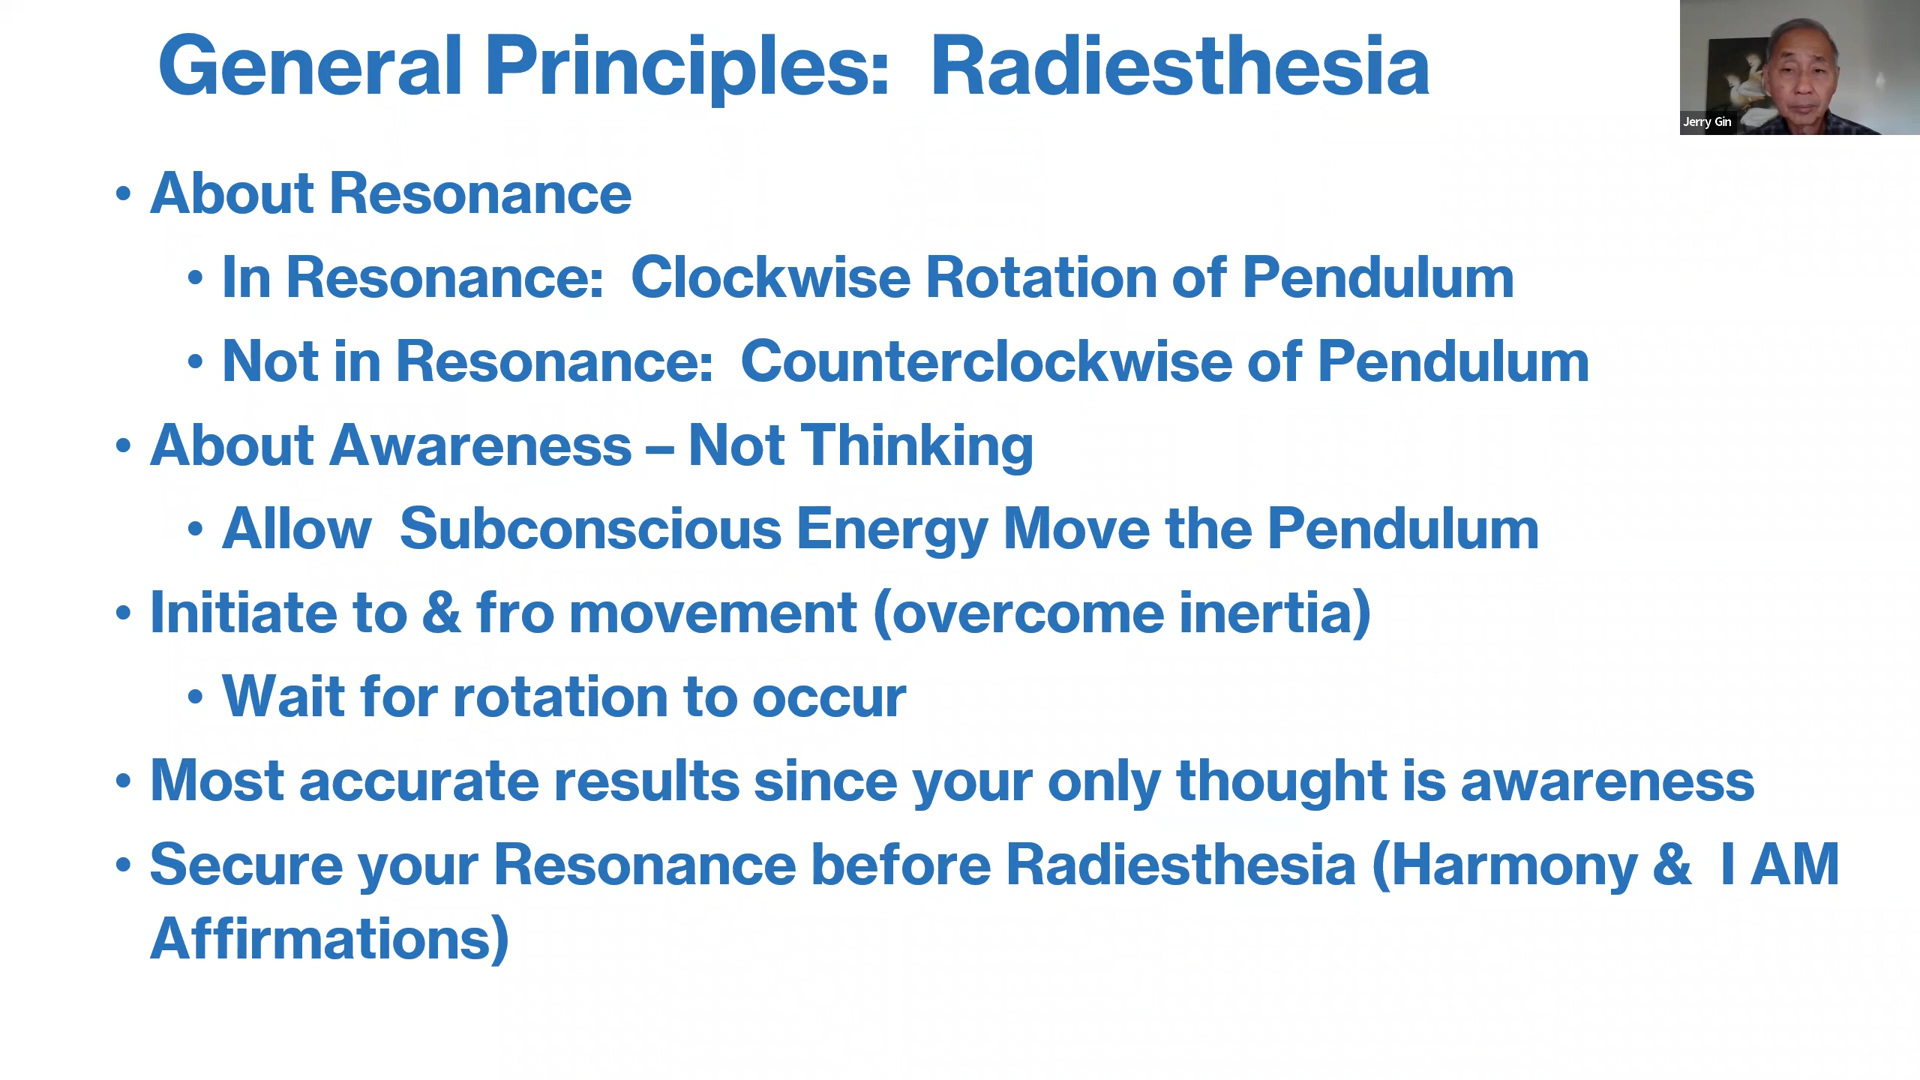 General Principles:  Radiesthesia
Jerry Gin
• About Resonance
• In Resonance:  Clockwise Rotation of Pendulum
• Not in Resonance:  Counterclockwise of Pendulum
• About Awareness – Not Thinking
• Allow  Subconscious Energy Move the Pendulum
• Initiate to & fro movement (overcome inertia)
• Wait for rotation to occur
• Most accurate results since your only thought is awareness
• Secure your Resonance before Radiesthesia (Harmony &  I AM
Affirmations)